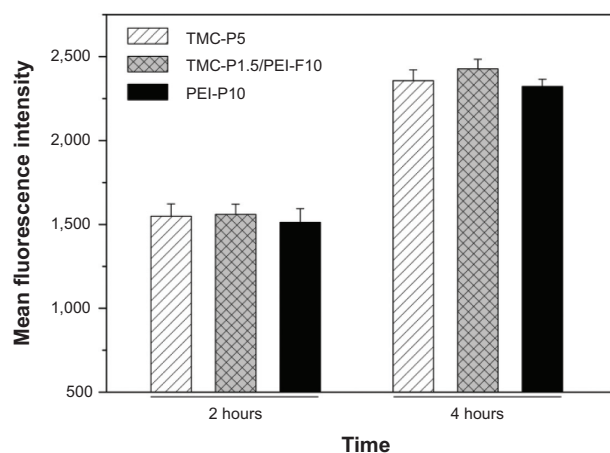 TMC-P5
TMC-P1.5/PEI-F10
PEI-P10
Mean fluorescence intensity
2,500
2,000
1,500
1,000
500
2 hours
4 hours
Time